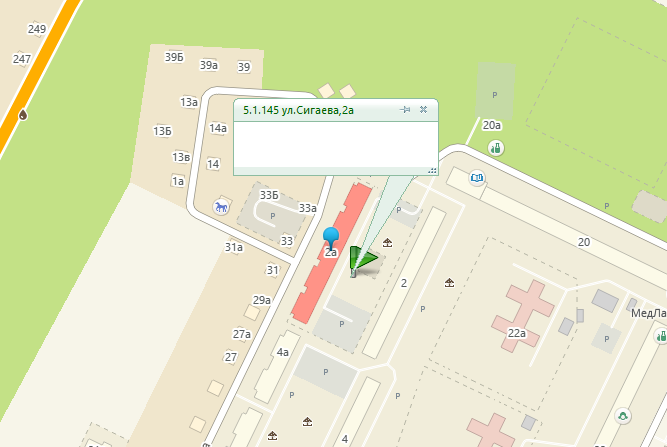 249
247
39Б
39а
39
13а
14а
13Б
13в
14
1а
5.1.145 ул.Сигаева,2а
P
20а
33Б
33а
P
P
P
31а
33
2а
20
31
2
29а
P
P
27а
22а
P
МедЛа
27
4а
P
P
P
4